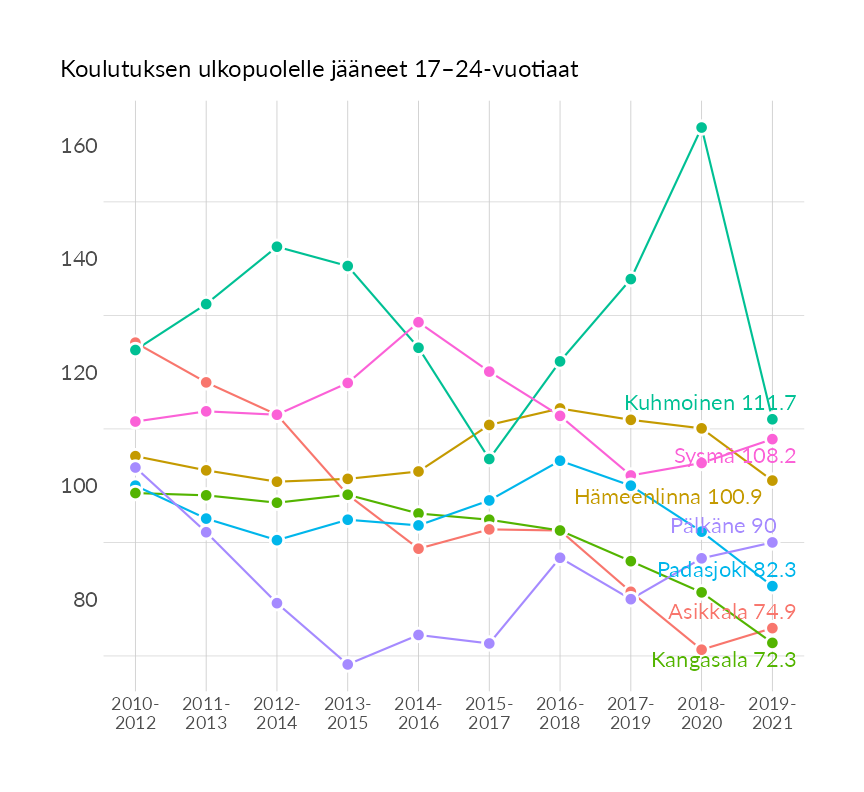 Koulutuksen ulkopuolelle jääneet 17–24-vuotiaat
160
140
120
100
80
Kuhmoinen 111.7
Sysmä 108.2
Hämeenlinna 100.9
Pälkäne 90
Padasjoki 82.3
Asikkala 74.9
Kangasala 72.3
2010- 2011- 2012- 2013- 2014- 2015- 2016- 2017- 2018- 2019-
2012 2013 2014 2015 2016 2017 2018 2019 2020 2021